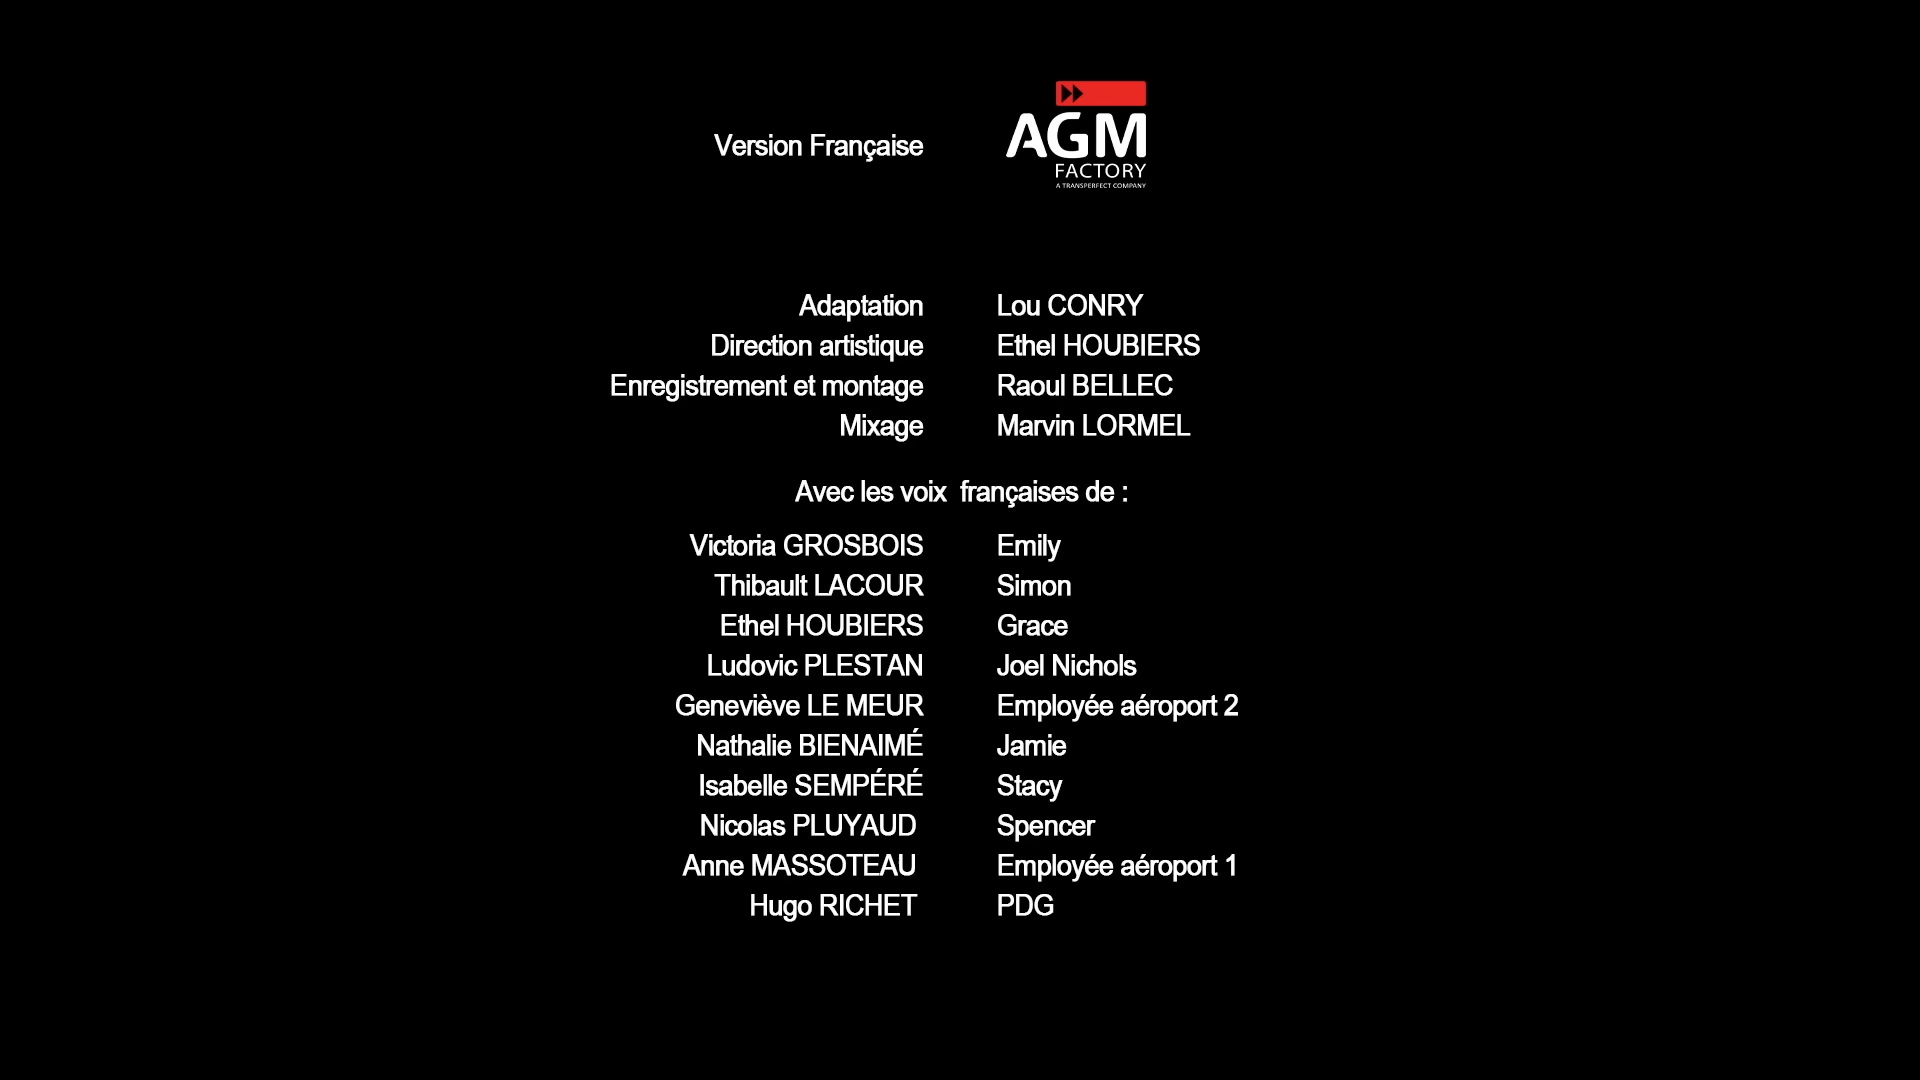 Version Française
AGM
FACTORY
A TRANSPERFECT COMPANY
Adaptation Lou CONRY
Direction artistique Ethel HOUBIERS
Enregistrement et montage Raoul BELLEC
Mixage Marvin LORMEL
Avec les voix françaises de :
Victoria GROSBOIS Emily
Thibault LACOUR Simon
Ethel HOUBIERS Grace
Ludovic PLESTAN Joel Nichols
Geneviève LE MEUR Employée aéroport 2
Nathalie BIENAIMÉ Jamie
Isabelle SEMPÉRÉ Stacy
Nicolas PLUYAUD Spencer
Anne MASSOTEAU Employée aéroport 1
Hugo RICHET PDG